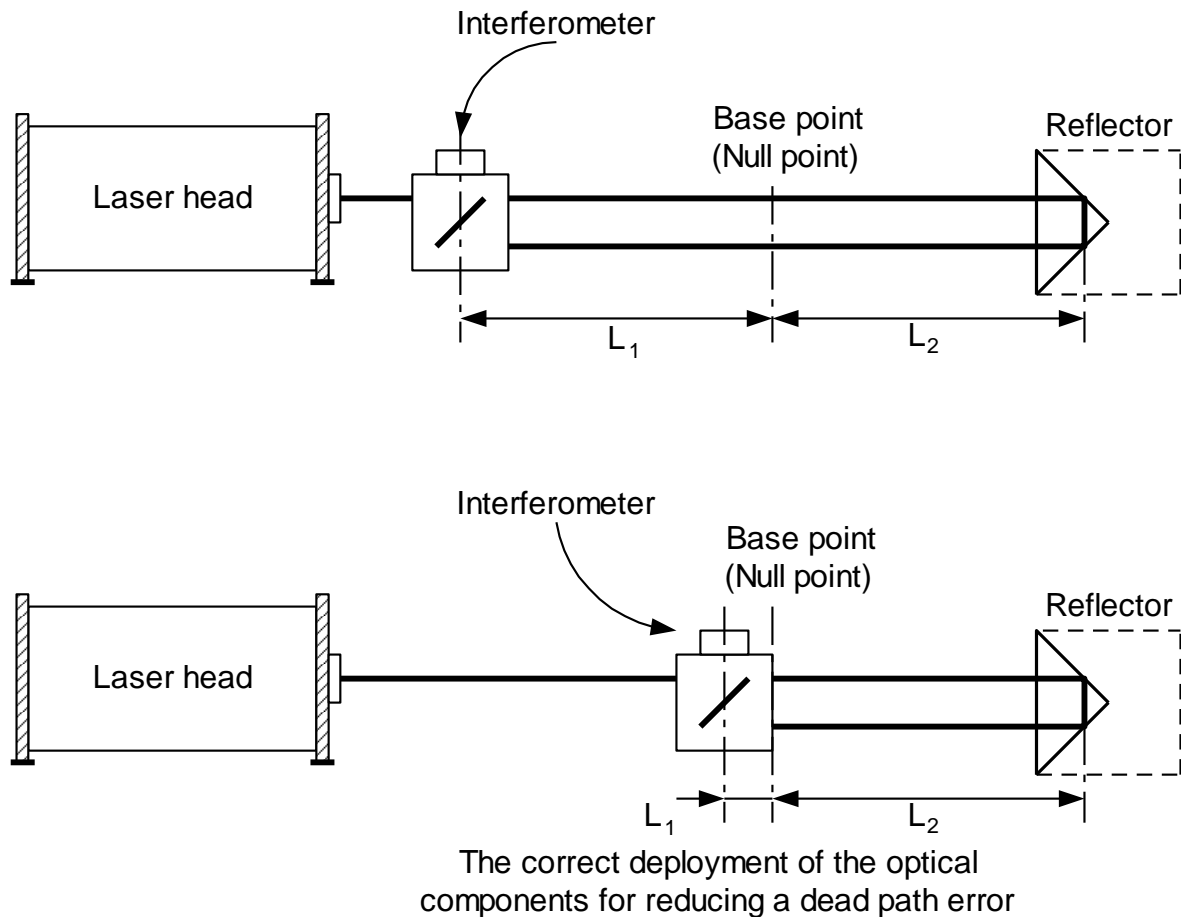 Interferometer
Base point
(Null point)
Reflector
Laser head
L₁
L₂
Interferometer
Base point
(Null point)
Reflector
Laser head
L₁
L₂
The correct deployment of the optical
components for reducing a dead path error